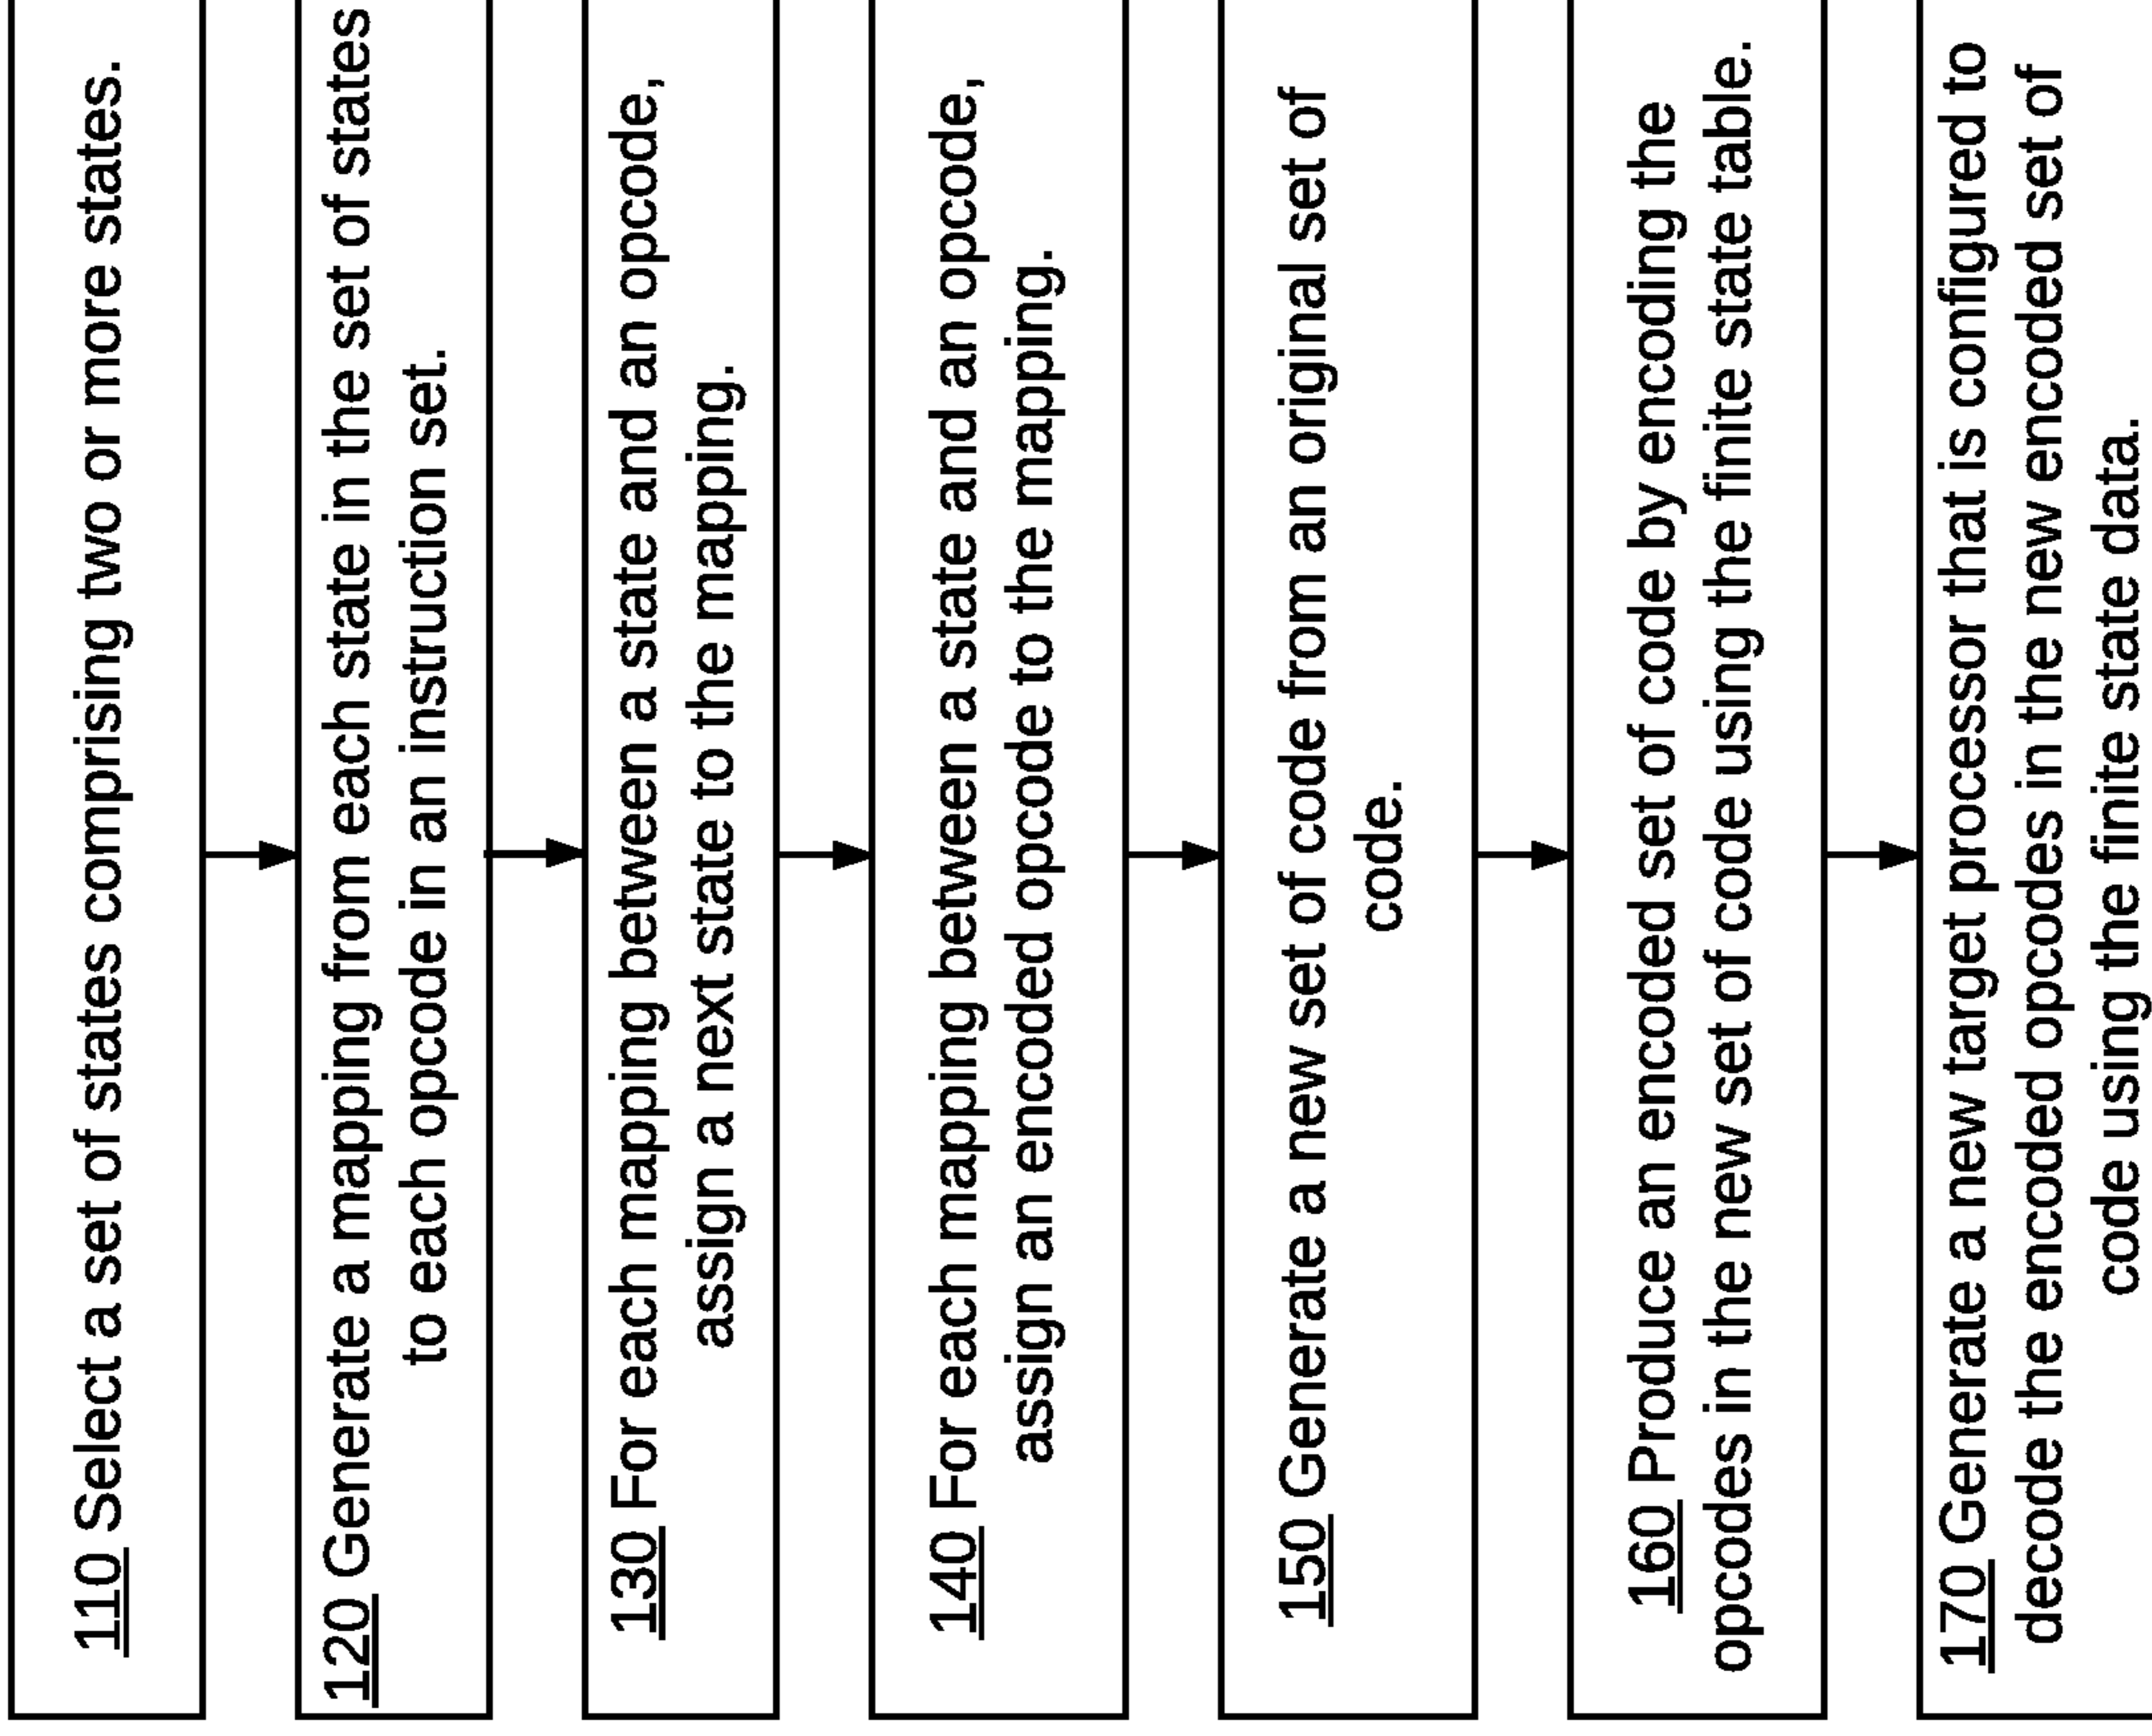 110 Select a set of states comprising two or more states.
120 Generate a mapping from each state in the set of states
to each opcode in an instruction set.
130 For each mapping between a state and an opcode,
assign a next state to the mapping.
140 For each mapping between a state and an opcode,
assign an encoded opcode to the mapping.
150 Generate a new set of code from an original set of
code.
160 Produce an encoded set of code by encoding the
opcodes in the new set of code using the finite state table.
170 Generate a new target processor that is configured to
decode the encoded opcodes in the new encoded set of
code using the finite state data.